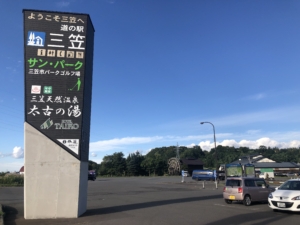 ようこそ三笠へ
道の駅
三笠
サン・パーク
三笠市パークゴルフ場
三笠天然温泉
太古の湯
TAIKO